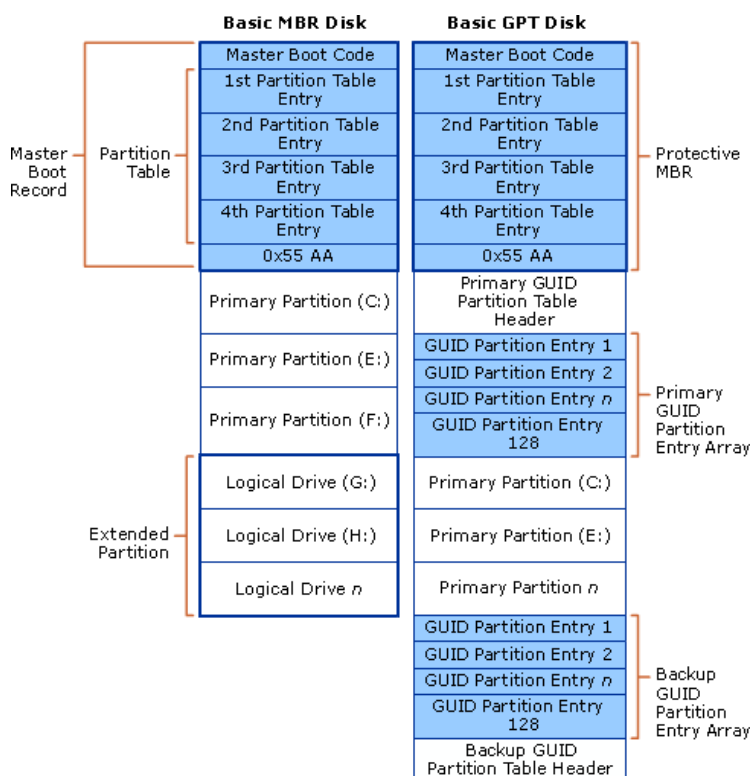 Basic MBR Disk
Master Boot Code
1st Partition Table
Entry
2nd Partition Table
Entry
3rd Partition Table
Entry
4th Partition Table
Entry
0x55 AA
Master
Boot
Record
Partition
Table
Primary Partition (C:)
Primary Partition (E:)
Primary Partition (F:)
Logical Drive (G:)
Logical Drive (H:)
Logical Drive n
Extended
Partition
Basic GPT Disk
Master Boot Code
1st Partition Table
Entry
2nd Partition Table
Entry
3rd Partition Table
Entry
4th Partition Table
Entry
0x55 AA
Protective
MBR
Primary GUID
Partition Table
Header
GUID Partition Entry 1
GUID Partition Entry 2
GUID Partition Entry n
GUID Partition Entry
128
Primary
GUID
Partition
Entry Array
Primary Partition (C:)
Primary Partition (E:)
Primary Partition n
GUID Partition Entry 1
GUID Partition Entry 2
GUID Partition Entry n
GUID Partition Entry
128
Backup
GUID
Partition
Entry Array
Backup GUID
Partition Table Header